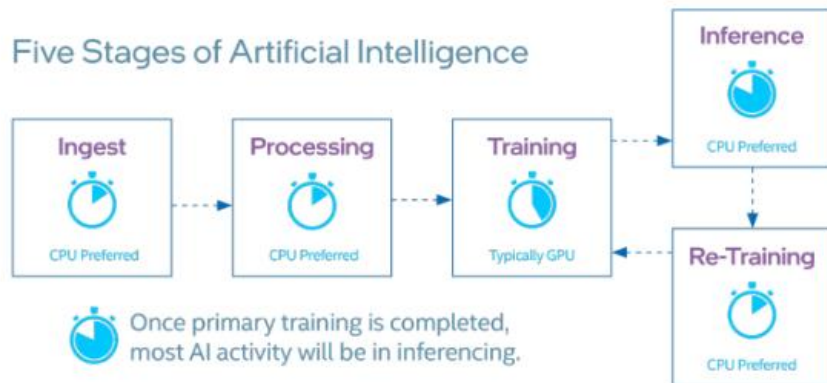 Five Stages of Artificial Intelligence
Ingest
CPU Preferred
Processing
CPU Preferred
Training
Typically GPU
Inference
CPU Preferred
Re-Training
CPU Preferred
Once primary training is completed,
most AI activity will be in inferencing.